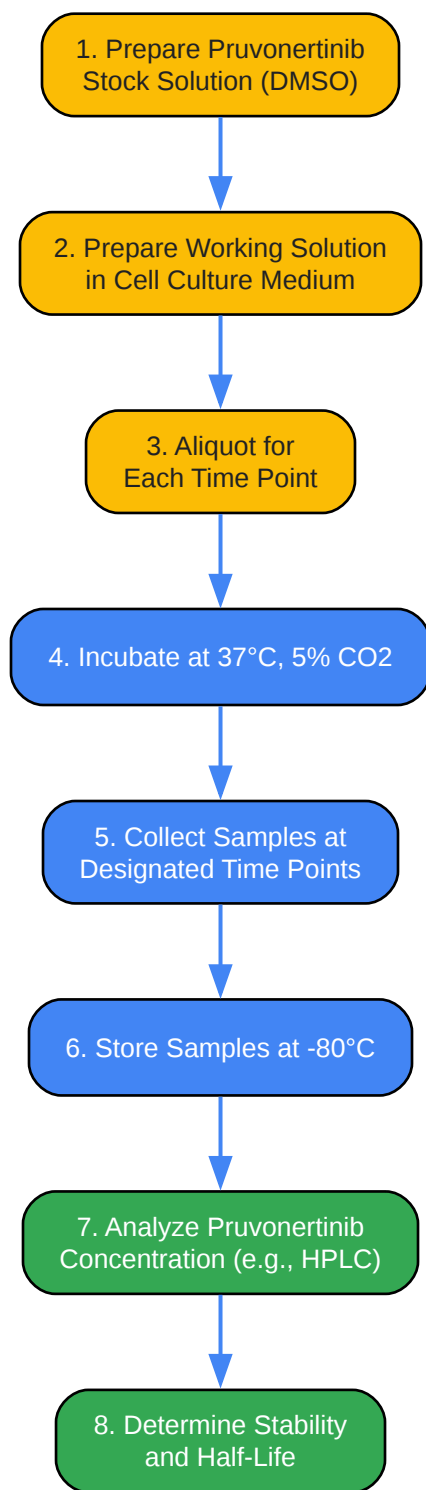 1. Prepare Pruvonertinib
Stock Solution (DMSO)
2. Prepare Working Solution
in Cell Culture Medium
3. Aliquot for
Each Time Point
4. Incubate at 37°C, 5% CO2
5. Collect Samples at
Designated Time Points
6. Store Samples at -80°C
7. Analyze Pruvonertinib
Concentration (e.g., HPLC)
8. Determine Stability
and Half-Life